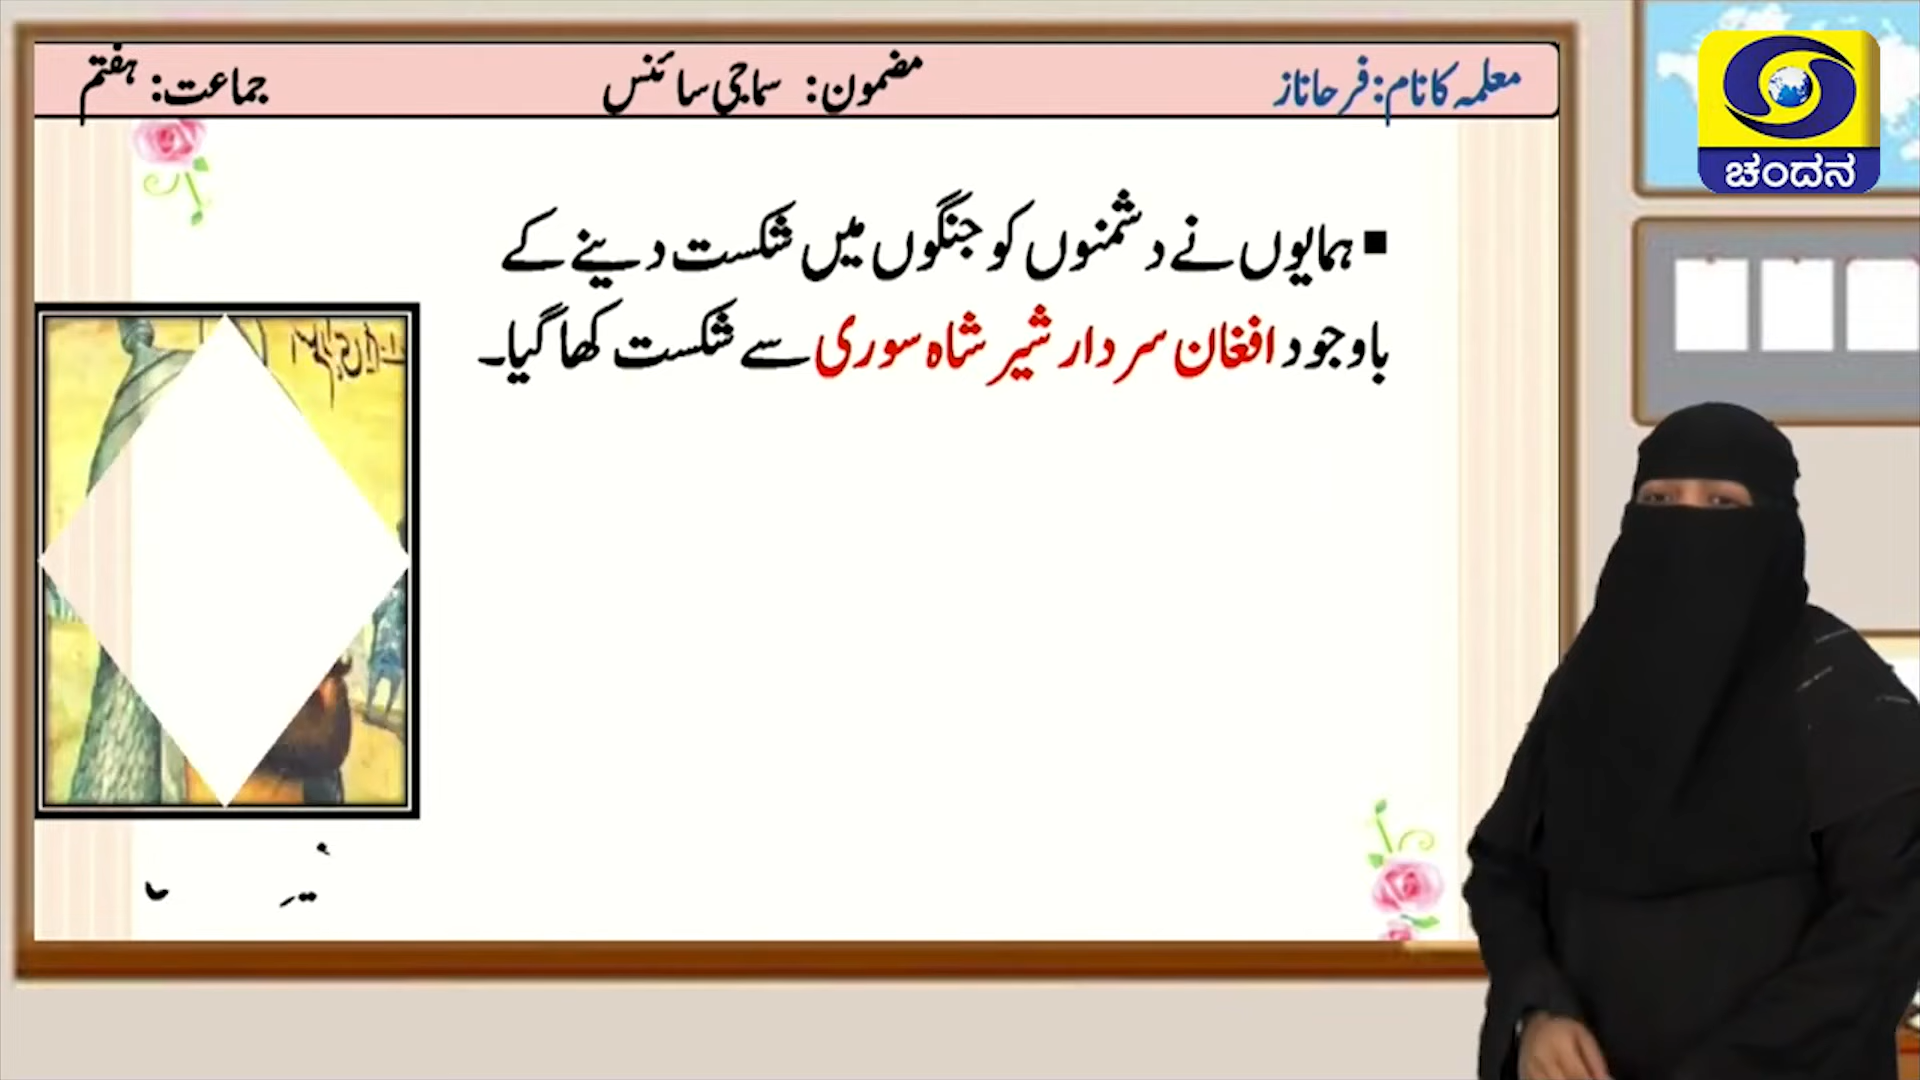 معلمہ کا نام: فرحاناز
مضمون: سماجی سائنس
جماعت: ہفتم
ಚಂದನ
▪ ہمایوں نے دشمنوں کو جنگوں میں شکست دینے کے
باوجود افغان سردار شیر شاہ سوری سے شکست کھا گیا۔